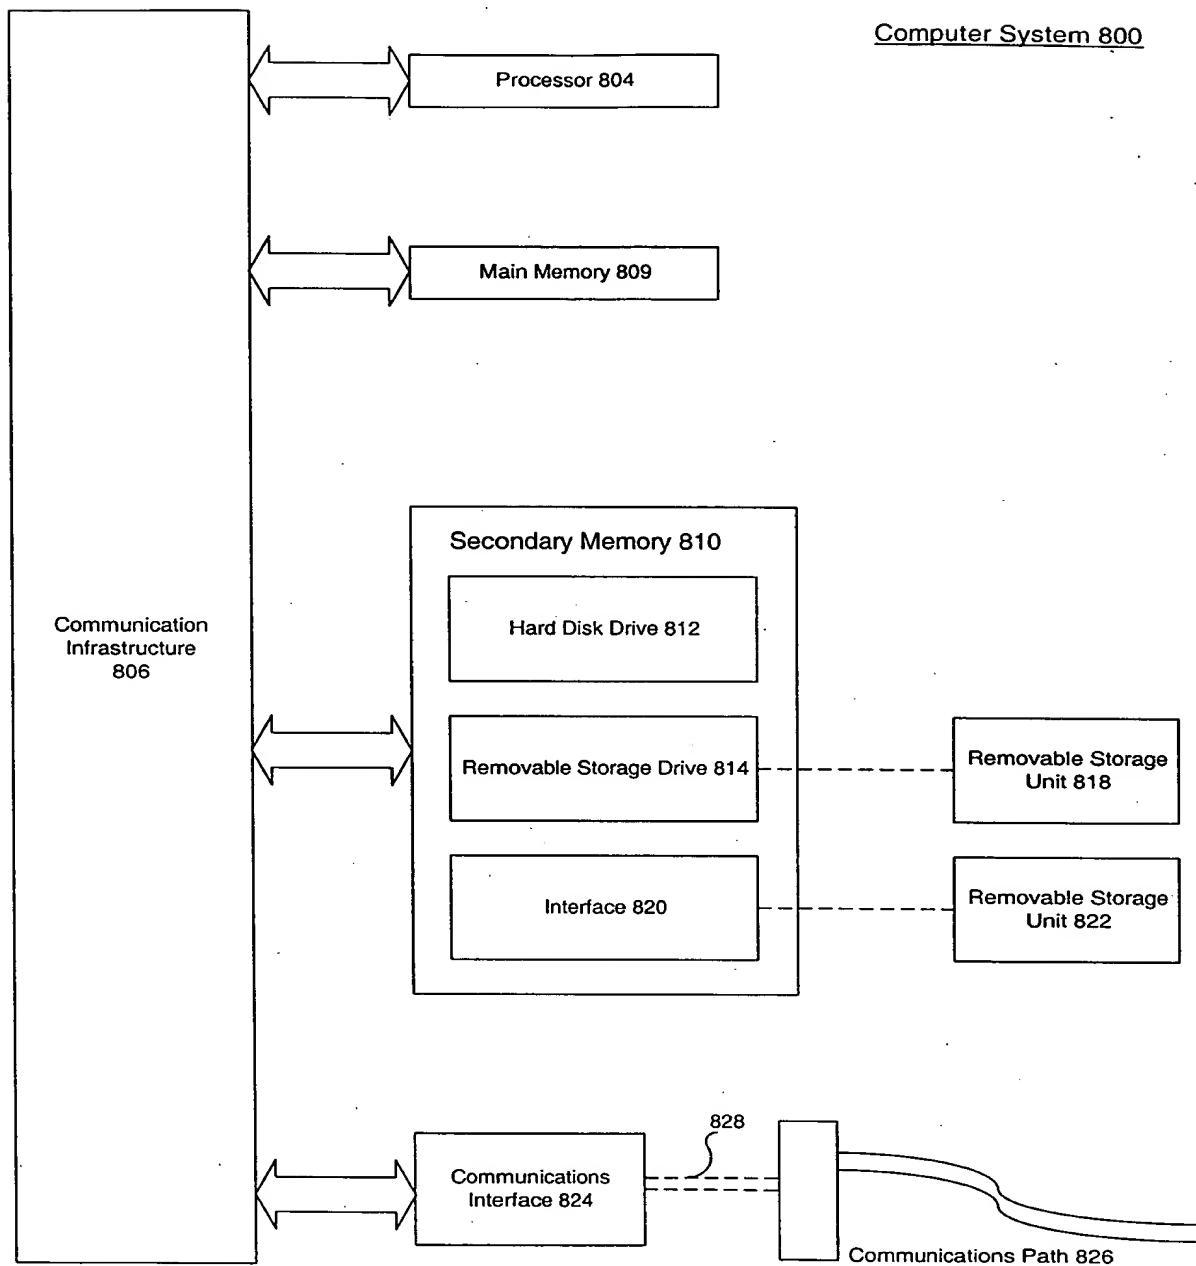 Computer System 800
Processor 804
Main Memory 809
Secondary Memory 810
Hard Disk Drive 812
Communication
Infrastructure
806
Removable Storage Drive 814
Removable Storage
Unit 818
Interface 820
Removable Storage
Unit 822
828
Communications
Interface 824
Communications Path 826